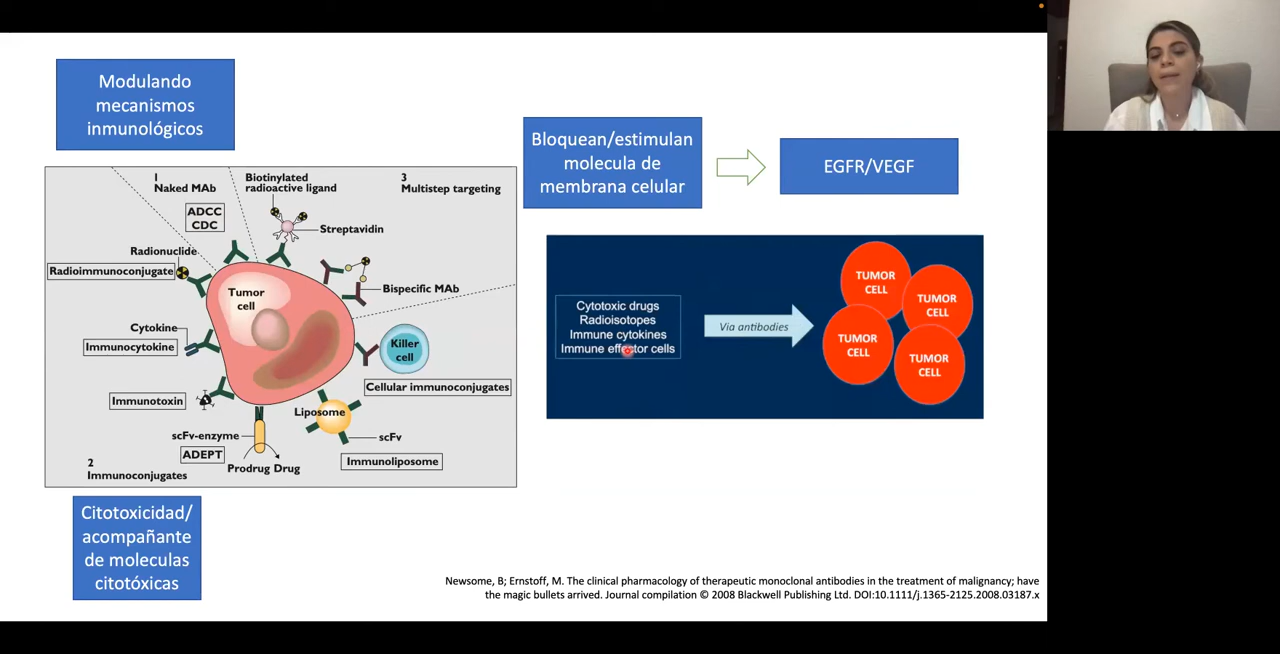 Modulando
mecanismos
inmunológicos
1
Naked MAb
ADCC
CDC
Biotinylated
radioactive ligand
3
Multistep targeting
Streptavidin
Radionuclide
Radioimmunoconjugate
Bispecific MAb
Tumor
cell
Cytokine
Immunocytokine
Killer
cell
Cellular immunoconjugates
Immunotoxin
Liposome
scFv-enzyme
scFv
ADEPT
Prodrug Drug
Immunoliposome
2
Immunoconjugates
Citotoxicidad/
acompañante
de moleculas
citotóxicas
Bloquean/estimulan
molecula de
membrana celular
EGFR/VEGF
Cytotoxic drugs
Radioisotopes
Immune cytokines
Immune effector cells
Via antibodies
TUMOR
CELL
TUMOR
CELL
TUMOR
CELL
TUMOR
CELL
Newsome, B; Ernstoff, M. The clinical pharmacology of therapeutic monoclonal antibodies in the treatment of malignancy; have
the magic bullets arrived. Journal compilation © 2008 Blackwell Publishing Ltd. DOI:10.1111/j.1365-2125.2008.03187.x